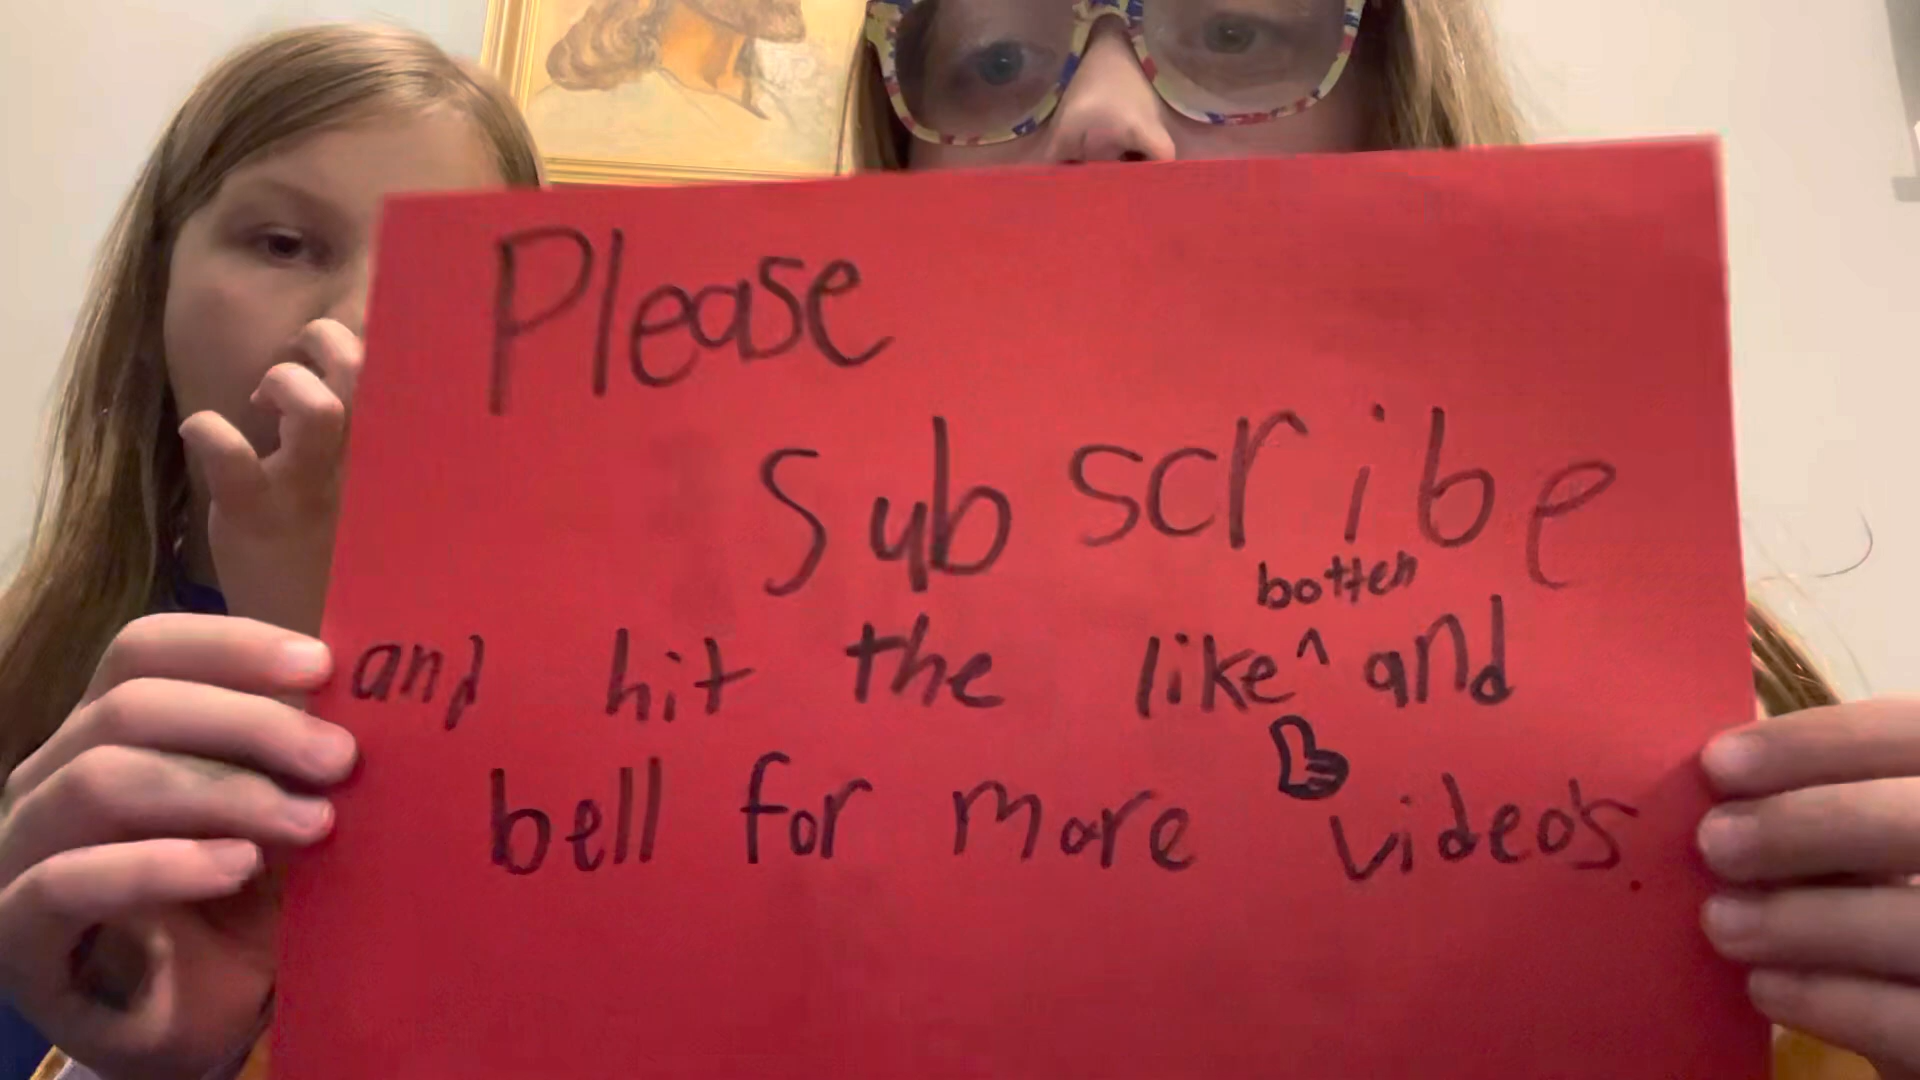 Please
Subscribe
and hit the like ^ botten and
bell for more videos.